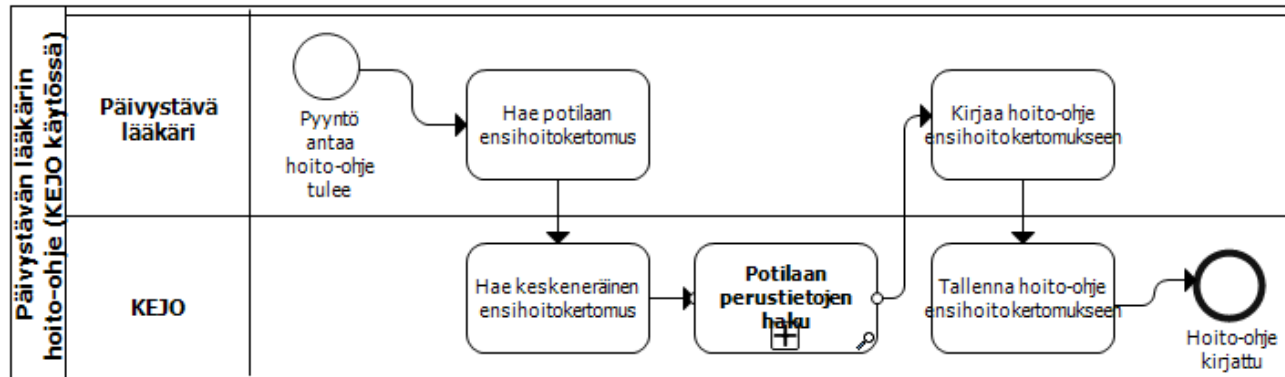 Päivystävän lääkärin
hoito-ohje (KEJO käytössä)
Päivystävä
lääkäri
Pyyntö
antaa
hoito-ohje
tulee
Hae potilaan
ensihoitokertomus
Kirjaa hoito-ohje
ensihoitokertomukseen
KEJO
Hae keskeneräinen
ensihoitokertomus
Potilaan
perustietojen
haku
Tallenna hoito-ohje
ensihoitokertomukseen
Hoito-ohje
kirjattu